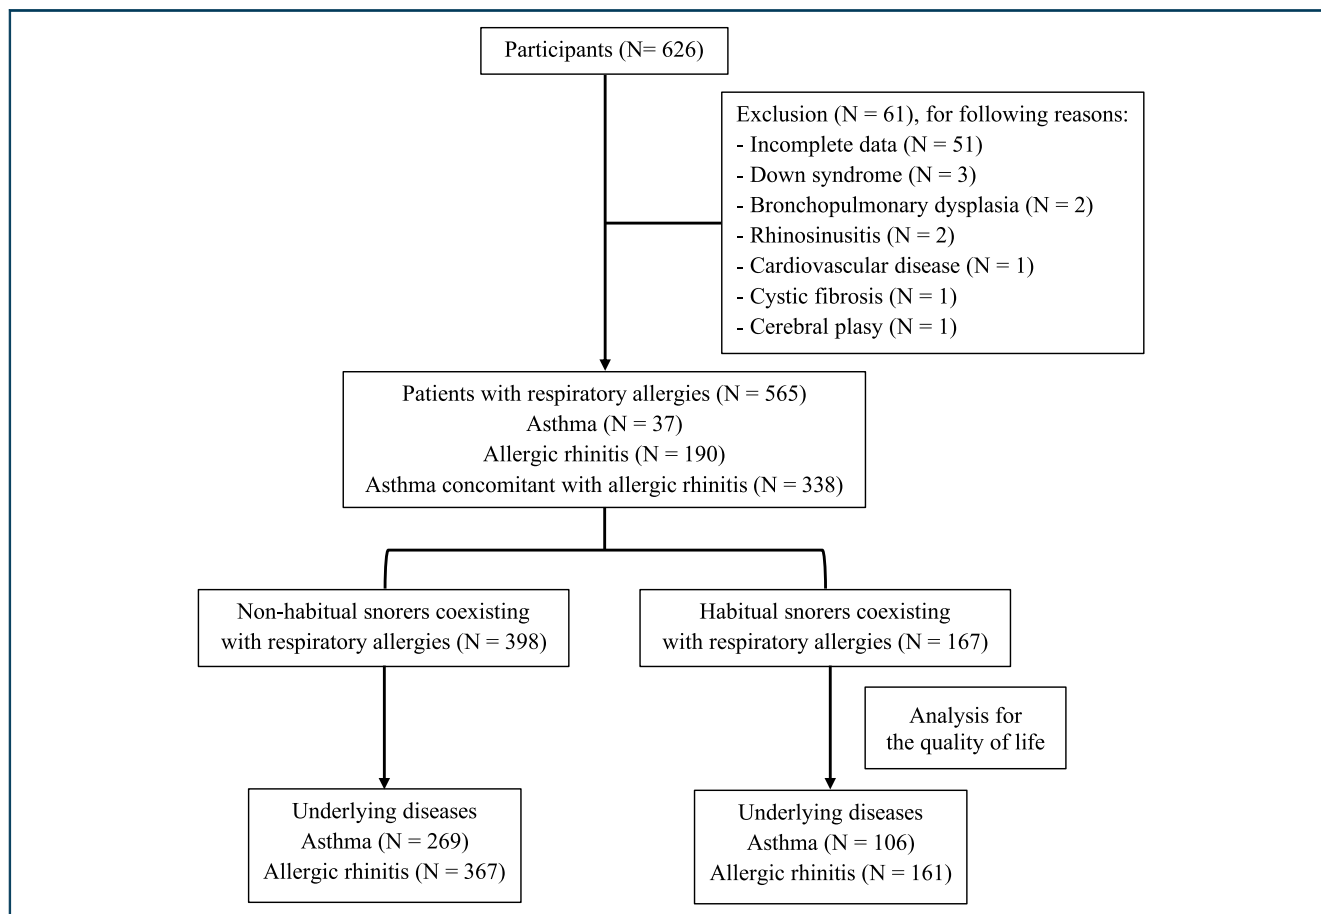 Participants (N= 626)
Exclusion (N = 61), for following reasons:
- Incomplete data (N = 51)
- Down syndrome (N = 3)
- Bronchopulmonary dysplasia (N = 2)
- Rhinosinusitis (N = 2)
- Cardiovascular disease (N = 1)
- Cystic fibrosis (N = 1)
- Cerebral plasy (N = 1)
Patients with respiratory allergies (N = 565)
Asthma (N = 37)
Allergic rhinitis (N = 190)
Asthma concomitant with allergic rhinitis (N = 338)
Non-habitual snorers coexisting
with respiratory allergies (N = 398)
Habitual snorers coexisting
with respiratory allergies (N = 167)
Analysis for
the quality of life
Underlying diseases
Asthma (N = 269)
Allergic rhinitis (N = 367)
Underlying diseases
Asthma (N = 106)
Allergic rhinitis (N = 161)